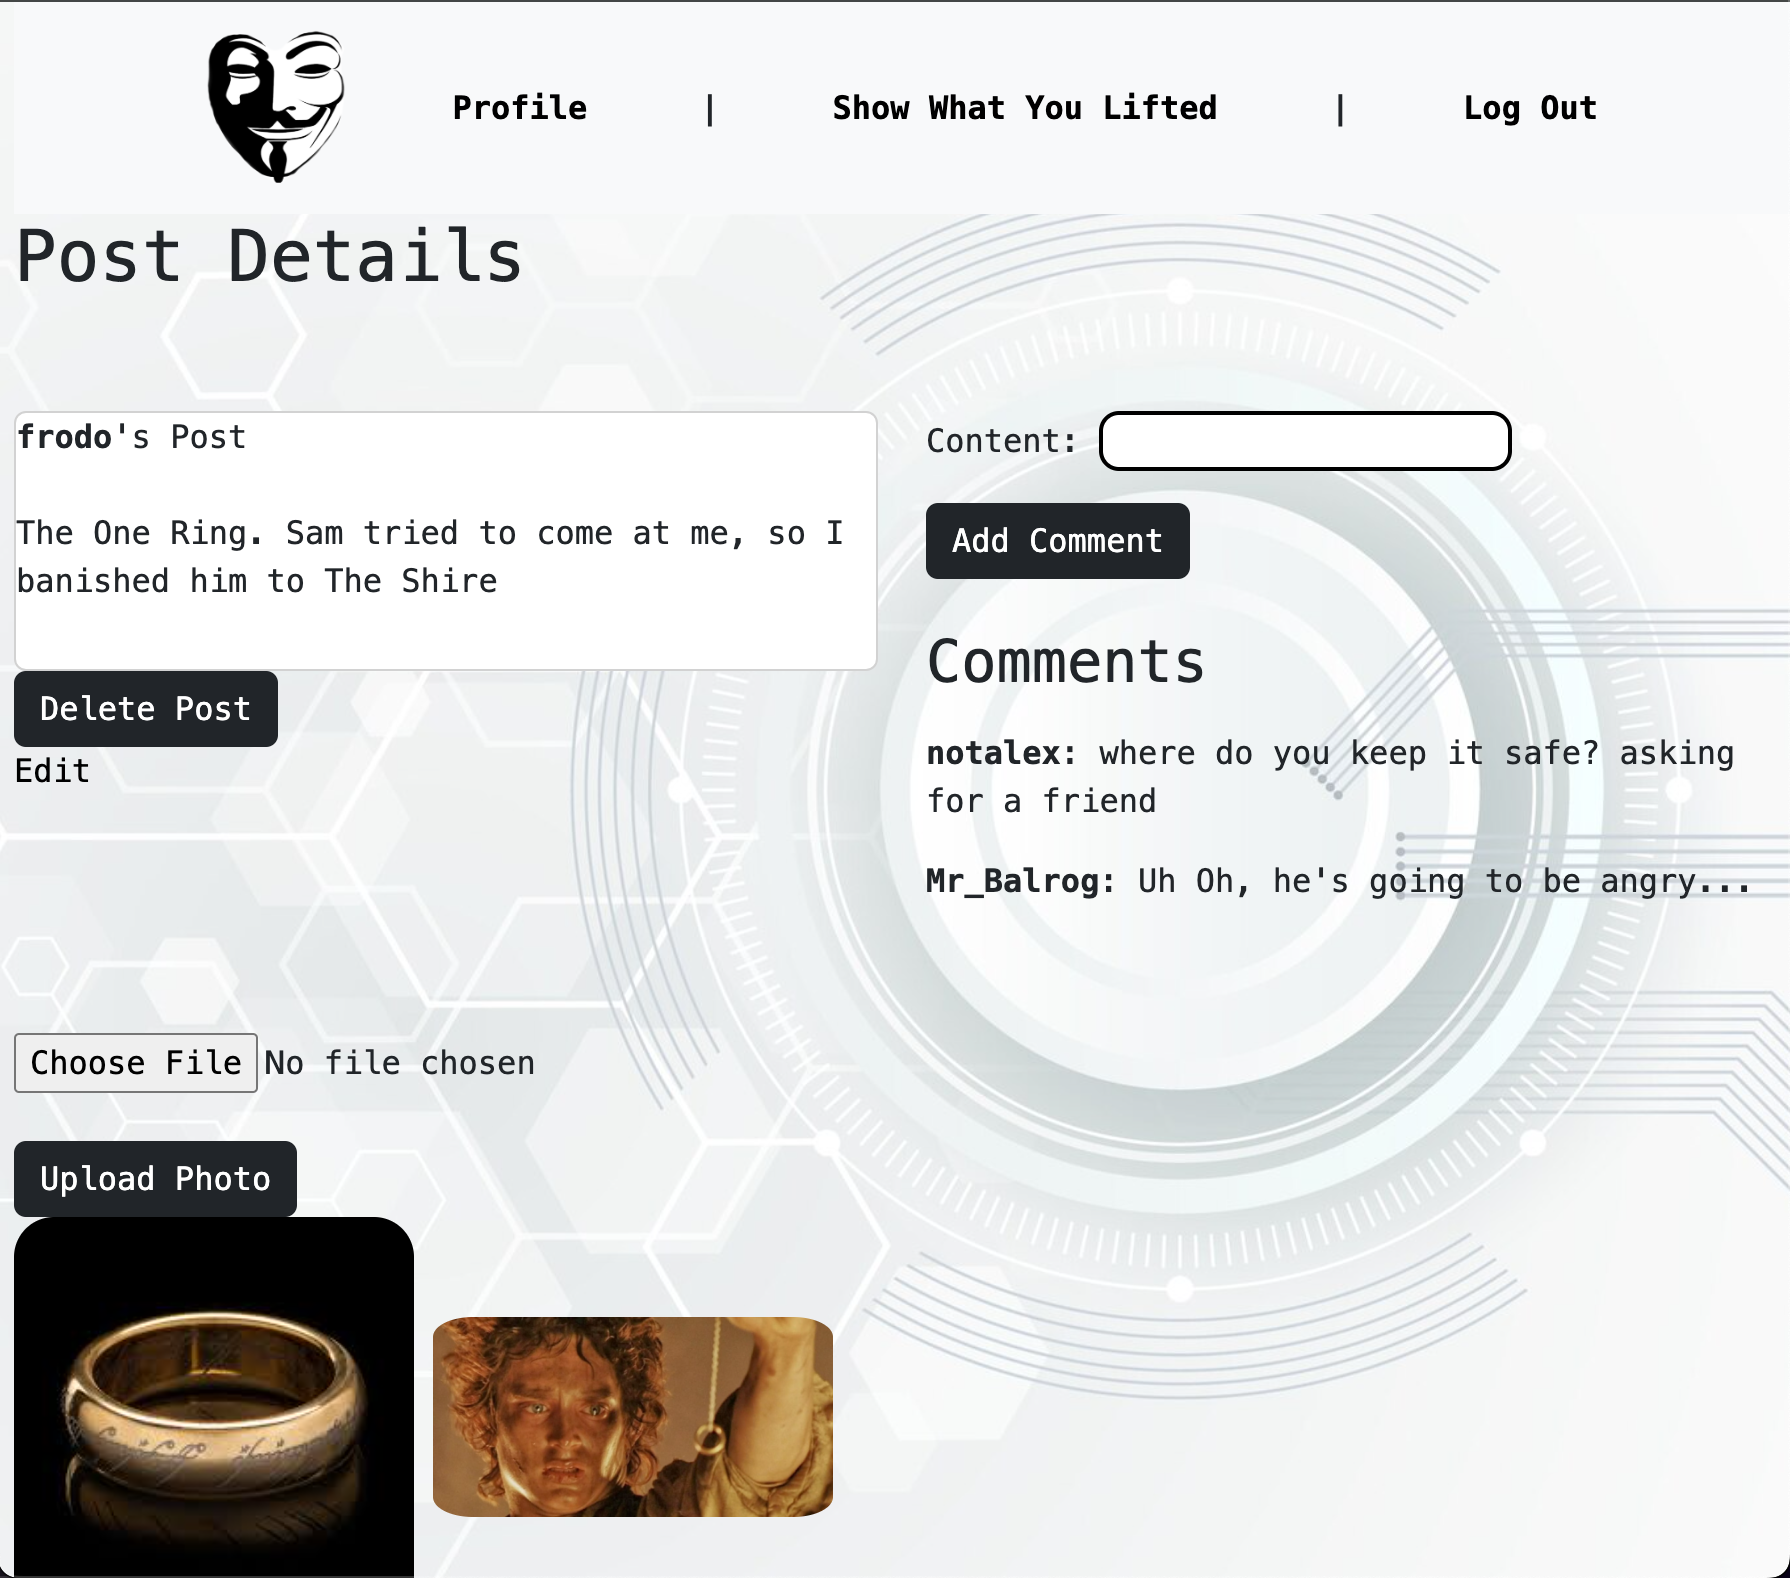 Profile | Show What You Lifted | Log Out
Post Details
frodo's Post
The One Ring. Sam tried to come at me, so I
banished him to The Shire
Delete Post
Edit
Content:
Add Comment
Comments
notalex: where do you keep it safe? asking
for a friend
Mr_Balrog: Uh Oh, he's going to be angry...
Choose File No file chosen
Upload Photo